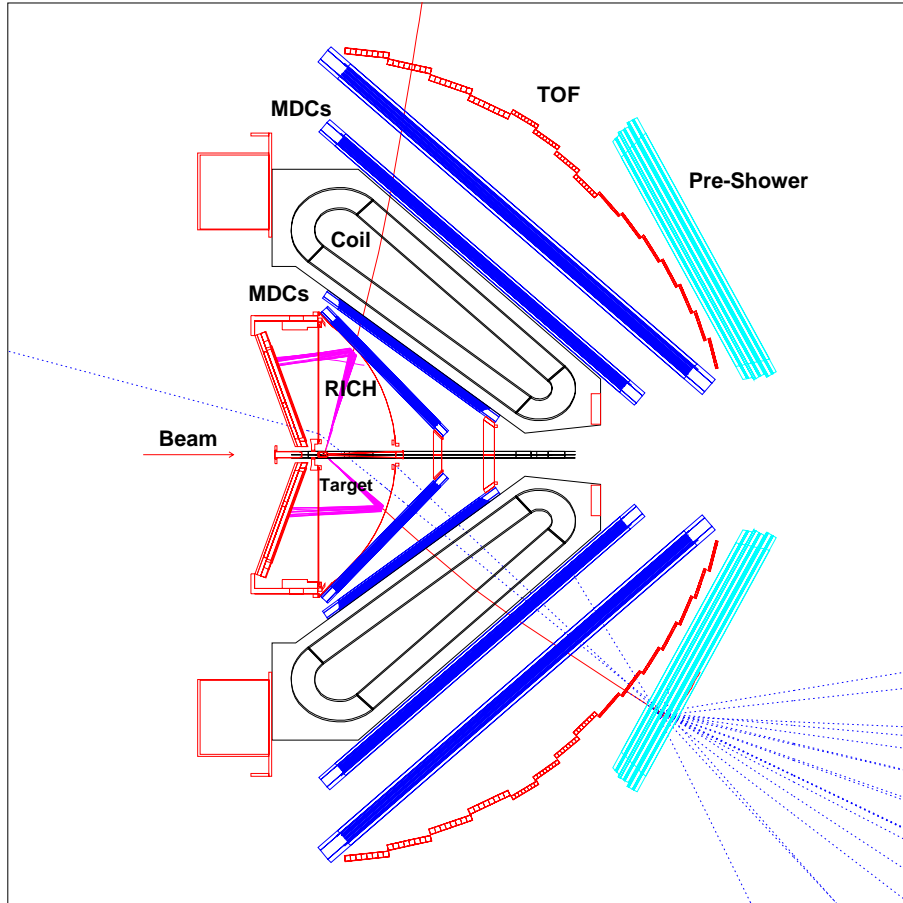 TOF
MDCs
Pre-Shower
Coil
MDCs
RICH
Beam
Target